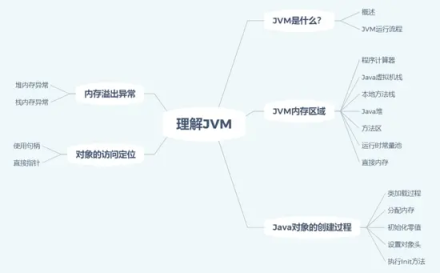 理解JVM
JVM是什么?
概述
JVM运行流程
JVM内存区域
程序计算器
Java虚拟机栈
本地方法栈
Java堆
方法区
运行时常量池
直接内存
Java对象的创建过程
类加载过程
分配内存
初始化零值
设置对象头
执行Init方法
内存溢出异常
堆内存异常
栈内存异常
对象的访问定位
使用句柄
直接指针